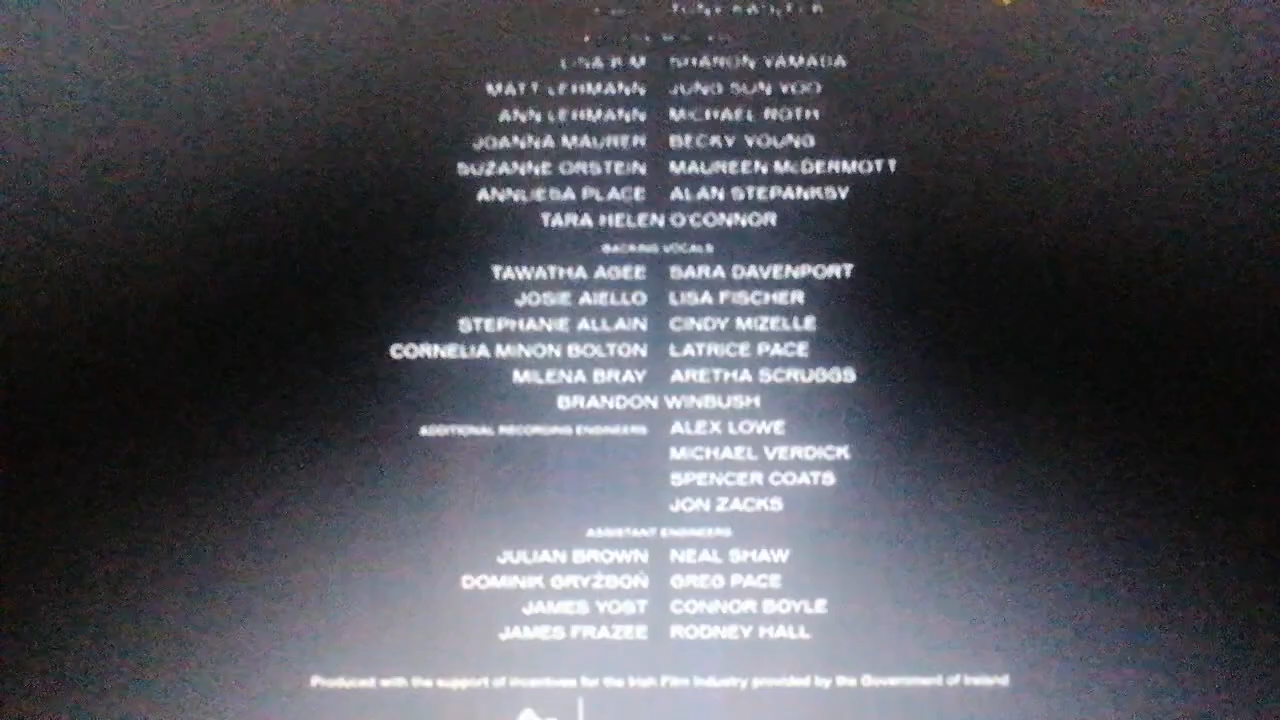 SHARON YAMADA
MATT LEHMANN JUNG SUN YOO
ANN LEHMANN MICHAEL ROTH
JOANNA MAURER BECKY YOUNG
SUZANNE ORSTEIN MAUREEN McDERMOTT
ANNLIESA PLACE ALAN STEPANKSY
TARA HELEN O'CONNOR
BACKING VOCALS
TAWATHA AGEE SARA DAVENPORT
JOSIE AIELLO LISA FISCHER
STEPHANIE ALLAIN CINDY MIZELLE
CORNELIA MINON BOLTON LATRICE PACE
MILENA BRAY ARETHA SCRUGGS
BRANDON WINBUSH
ADDITIONAL RECORDING ENGINEERS ALEX LOWE
MICHAEL VERDICK
SPENCER COATS
JON ZACKS
ASSISTANT ENGINEERS
JULIAN BROWN NEAL SHAW
DOMINIK GRYŻBOŃ GREG PACE
JAMES YOST CONNOR BOYLE
JAMES FRAZEE RODNEY HALL
Produced with the support of incentives for the Irish Film Industry provided by the Government of Ireland